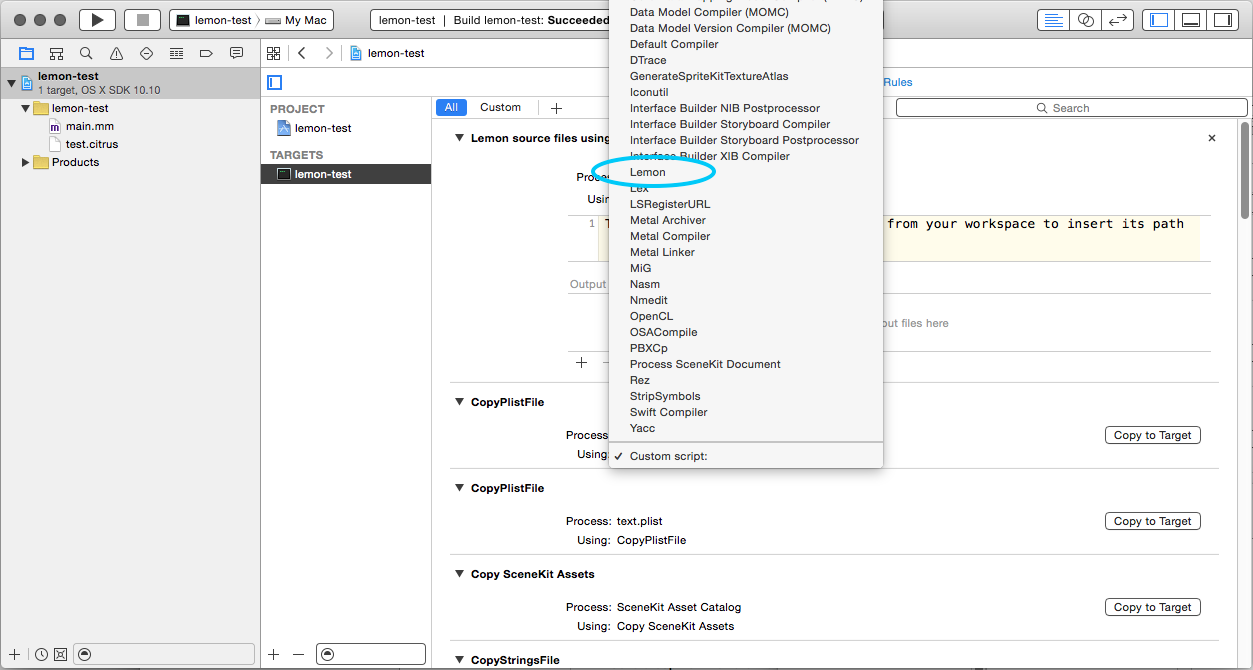 lemon-test
My Mac
lemon-test | Build lemon-test: Succeeded
lemon-test
lemon-test
1 target, OS X SDK 10.10
lemon-test
main.mm
test.citrus
Products
PROJECT
lemon-test
TARGETS
lemon-test
Rules
All
Custom
Search
Lemon source files using
Using:
1
from your workspace to insert its path
Output
files here
Data Model Compiler (MOMC)
Data Model Version Compiler (MOMC)
Default Compiler
DTrace
GenerateSpriteKitTextureAtlas
Iconutil
Interface Builder NIB Postprocessor
Interface Builder Storyboard Compiler
Interface Builder Storyboard Postprocessor
Interface Builder XIB Compiler
Lemon
Lex
LSRegisterURL
Metal Archiver
Metal Compiler
Metal Linker
MiG
Nasm
Nmedit
OpenCL
OSACompile
PBXCp
Process SceneKit Document
Rez
StripSymbols
Swift Compiler
Yacc
Custom script:
CopyPlistFile
Process
Copy to Target
Using:
CopyPlistFile
Process: text.plist
Copy to Target
Using: CopyPlistFile
Copy SceneKit Assets
Process: SceneKit Asset Catalog
Copy to Target
Using: Copy SceneKit Assets
CopyStringsFile